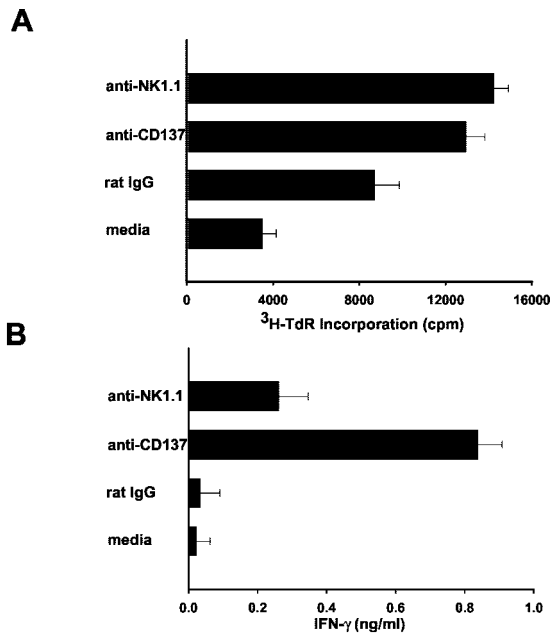 A
anti-NK1.1
anti-CD137
rat IgG
media
0 4000 8000 12000 16000
³H-TdR Incorporation (cpm)
B
anti-NK1.1
anti-CD137
rat IgG
media
0.0 0.2 0.4 0.6 0.8 1.0
IFN-γ (ng/ml)